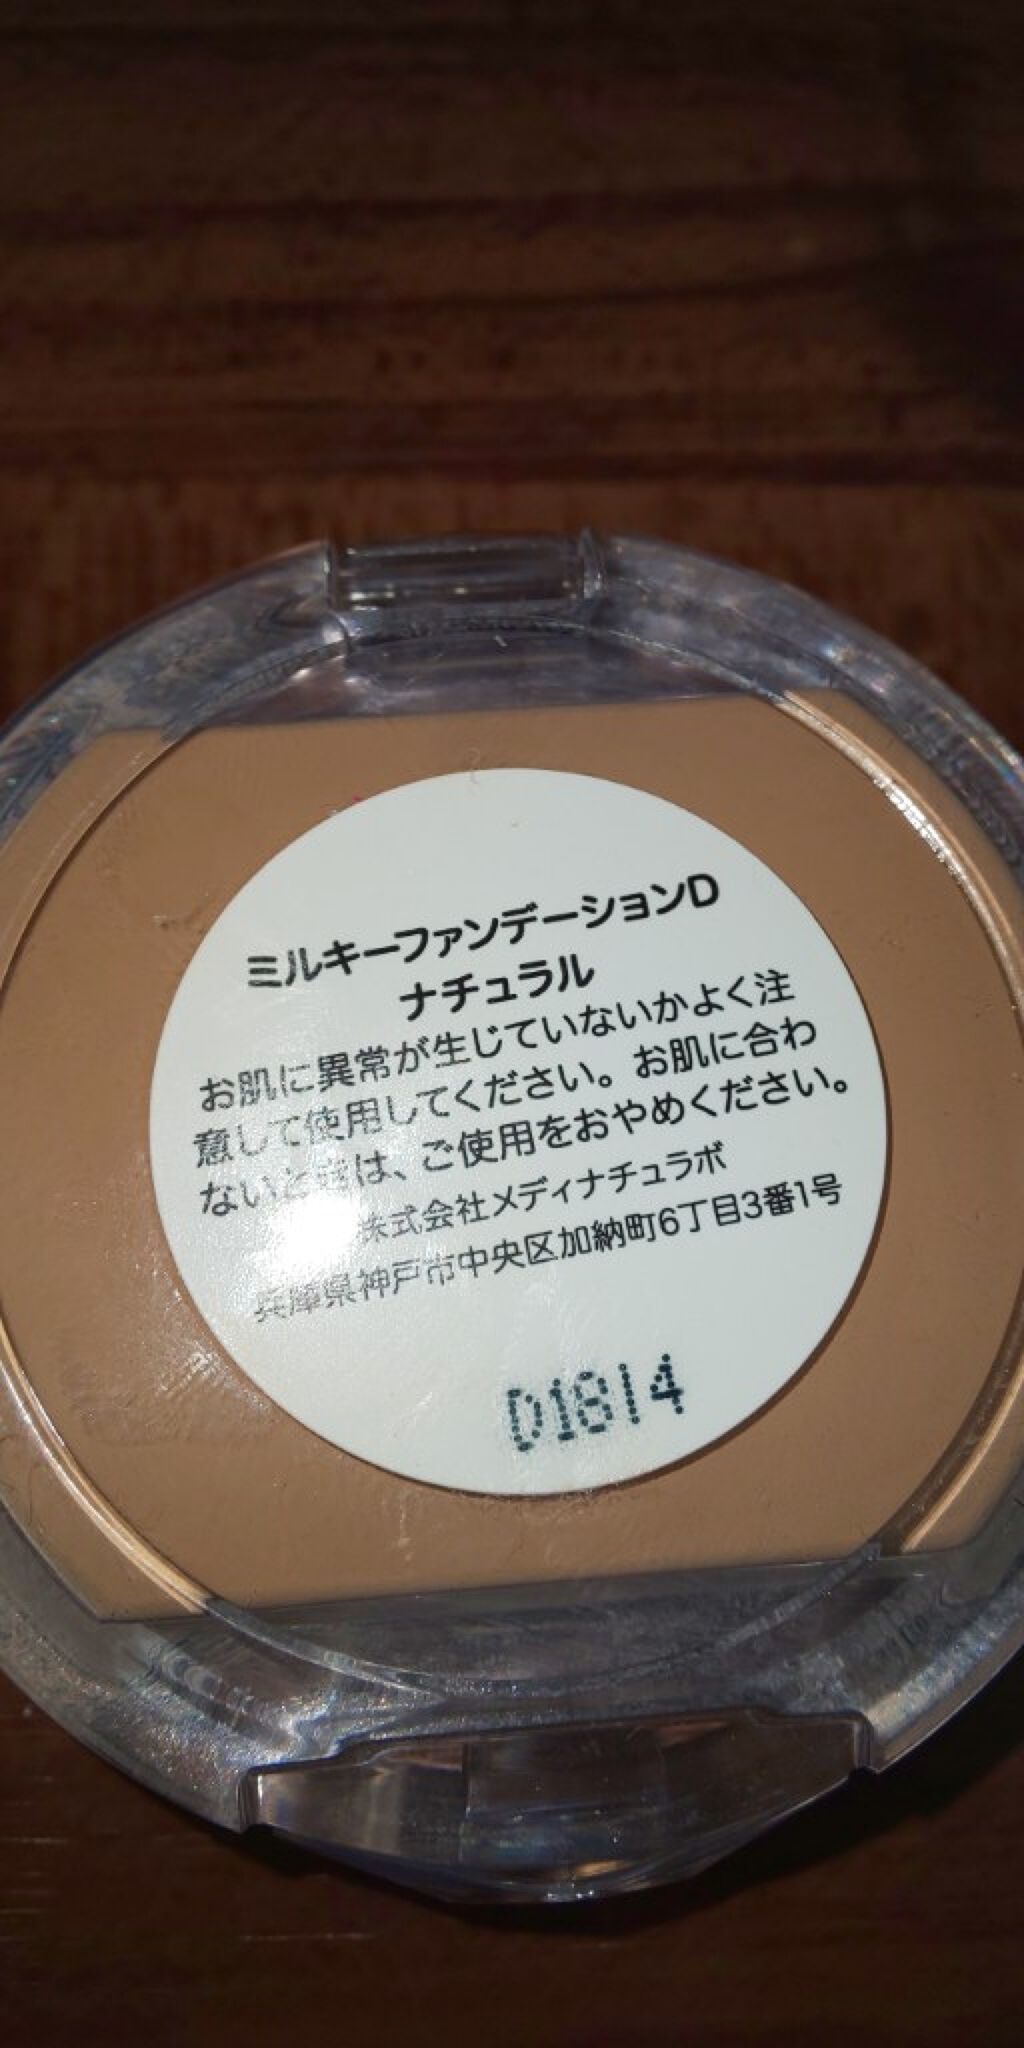 ミルキーファンデーションD
ナチュラル
お肌に異常が生じていないかよく注
意して使用してください。お肌に合わ
ないときは、ご使用をおやめください。
株式会社メディナチュラボ
兵庫県神戸市中央区加納町6丁目3番1号
D1814